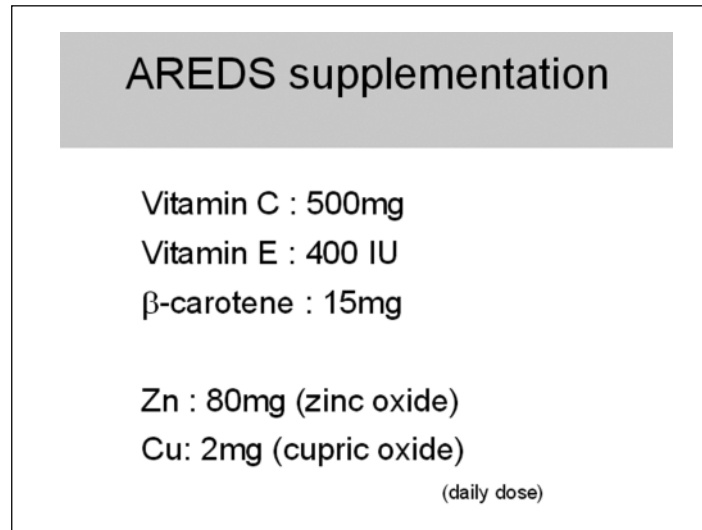 AREDS supplementation
Vitamin C : 500mg
Vitamin E : 400 IU
β-carotene : 15mg
Zn : 80mg (zinc oxide)
Cu: 2mg (cupric oxide)
(daily dose)